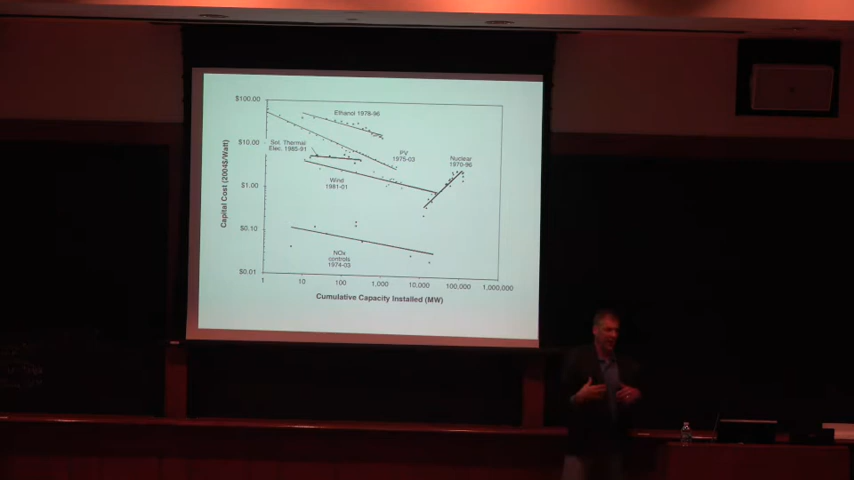 $100.00
Ethanol 1978-96
$10.00
Sol. Thermal
Elec. 1985-91
PV
1975-03
Nuclear
1970-96
$1.00
Wind
1981-01
Capital Cost (2004$/Watt)
$0.10
NOx
controls
1974-03
$0.01
1
10
100
1,000
10,000
100,000
1,000,000
Cumulative Capacity Installed (MW)